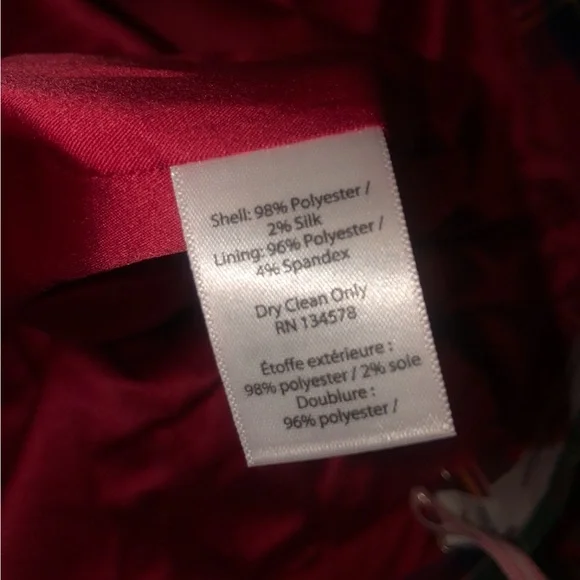 Shell: 98% Polyester /
2% Silk
Lining: 96% Polyester /
4% Spandex
Dry Clean Only
RN 134578
Étoffe extérieure :
98% polyester / 2% sole
Doublure :
96% polyester /